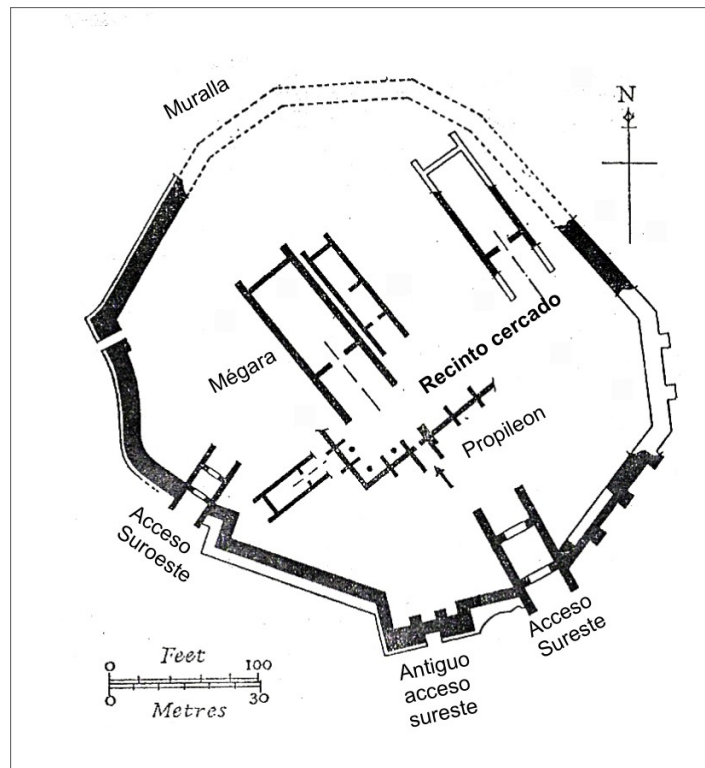 Muralla
N
Mégara
Recinto cercado
Propileon
Acceso
Suroeste
Acceso
Sureste
Antiguo
acceso
sureste
Feet
0 100
0 30
Metres